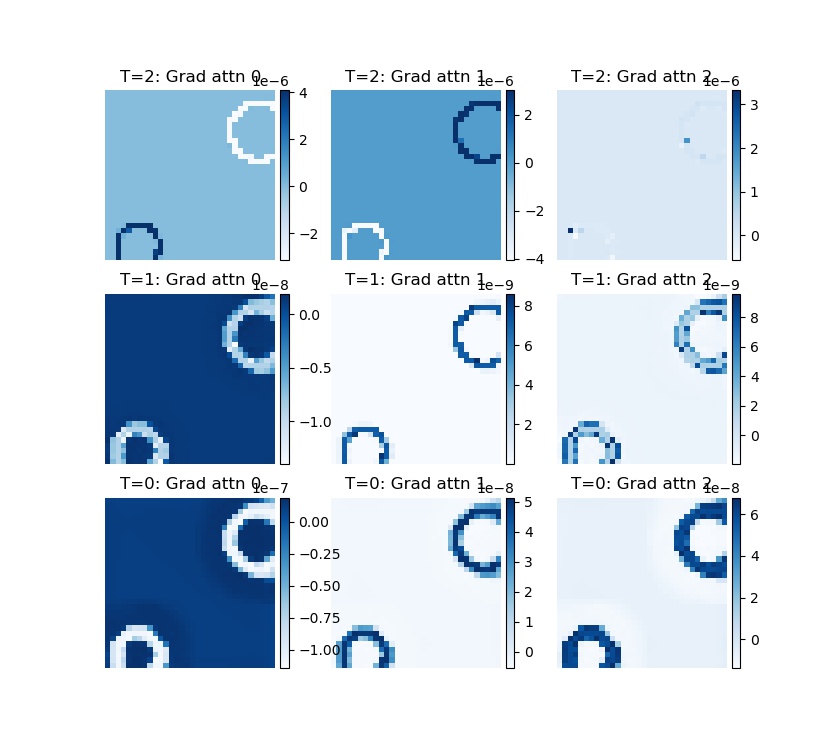 T=2: Grad attn 0
1e−6
T=2: Grad attn 1
1e−6
T=2: Grad attn 2
1e−6
4
2
0
−2
2
0
−2
−4
3
2
1
0
T=1: Grad attn 0
1e−8
T=1: Grad attn 1
1e−9
T=1: Grad attn 2
1e−9
0.0
−0.5
−1.0
8
6
4
2
8
6
4
2
0
T=0: Grad attn 0
1e−7
T=0: Grad attn 1
1e−8
T=0: Grad attn 2
1e−8
0.00
−0.25
−0.50
−0.75
−1.00
5
4
3
2
1
0
6
4
2
0